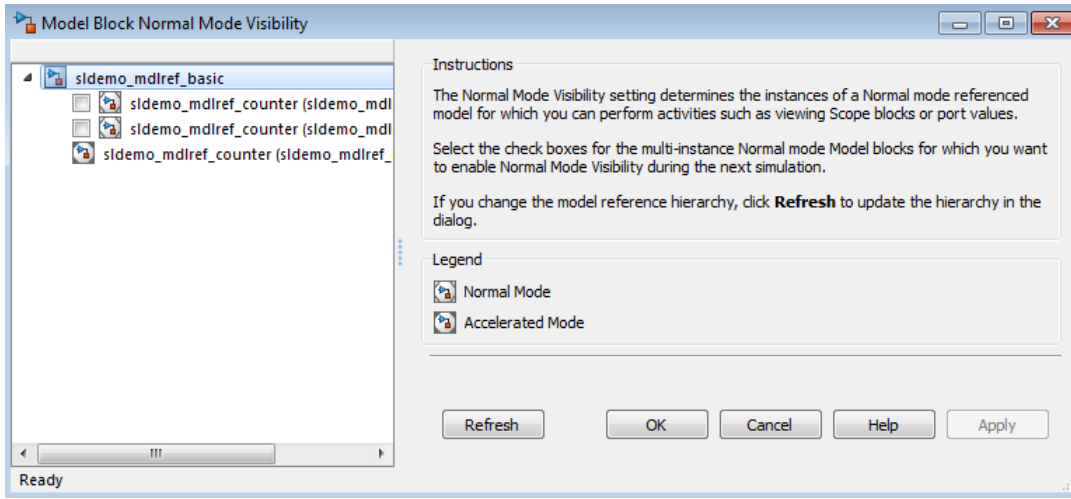 Model Block Normal Mode Visibility
sldemo_mdlref_basic
sldemo_mdlref_counter (sldemo_mdl
sldemo_mdlref_counter (sldemo_mdl
sldemo_mdlref_counter (sldemo_mdlref_
Instructions
The Normal Mode Visibility setting determines the instances of a Normal mode referenced
model for which you can perform activities such as viewing Scope blocks or port values.
Select the check boxes for the multi-instance Normal mode Model blocks for which you want
to enable Normal Mode Visibility during the next simulation.
If you change the model reference hierarchy, click Refresh to update the hierarchy in the
dialog.
Legend
Normal Mode
Accelerated Mode
Refresh OK Cancel Help Apply
Ready